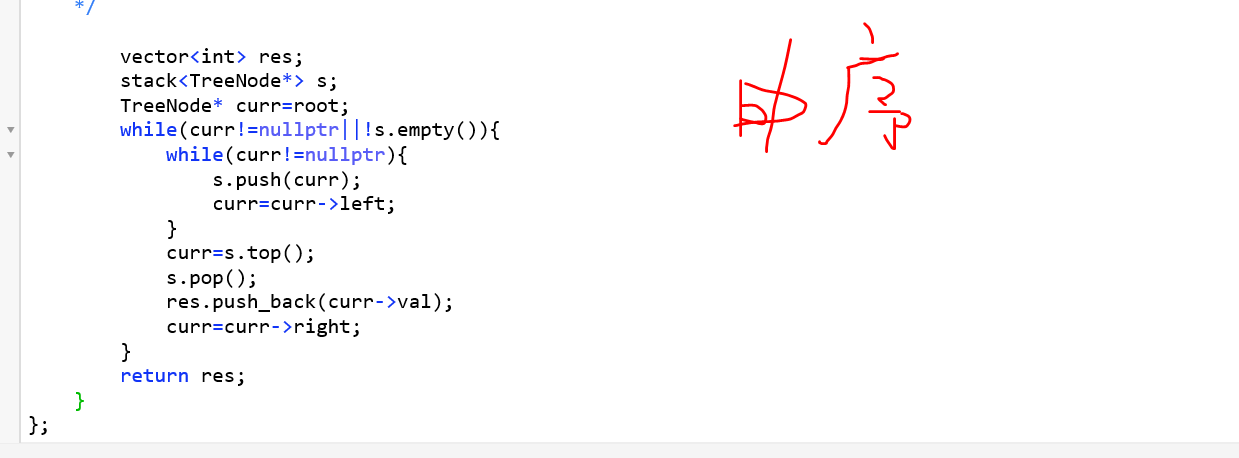 */
vector<int> res;
stack<TreeNode*> s;
TreeNode* curr=root;
while(curr!=nullptr||!s.empty()){
while(curr!=nullptr){
s.push(curr);
curr=curr->left;
}
curr=s.top();
s.pop();
res.push_back(curr->val);
curr=curr->right;
}
return res;
}
};
中序